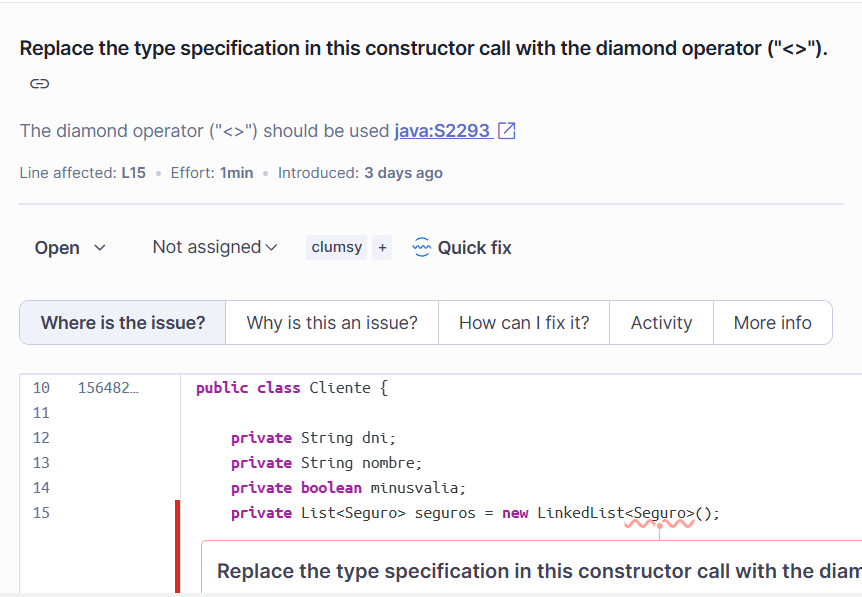 Replace the type specification in this constructor call with the diamond operator ("<>").
The diamond operator ("<>") should be used java:S2293
Line affected: L15 • Effort: 1min • Introduced: 3 days ago
Open Not assigned clumsy + Quick fix
Where is the issue? Why is this an issue? How can I fix it? Activity More info
10 156482... public class Cliente {
11
12 private String dni;
13 private String nombre;
14 private boolean minusvalia;
15 private List<Seguro> seguros = new LinkedList<Seguro>();
Replace the type specification in this constructor call with the diam